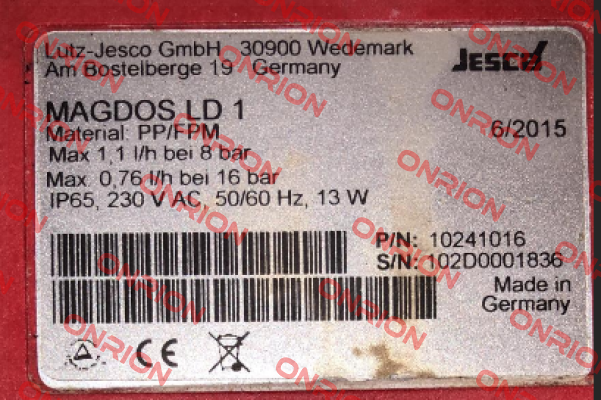 Lutz-Jesco GmbH 30900 Wedemark
Am Bostelberge 19 Germany
Jesco
MAGDOS LD 1
6/2015
Material: PP/FPM
Max 1,1 l/h bei 8 bar
Max. 0,76 l/h bei 16 bar
IP65, 230 V AC, 50/60 Hz, 13 W
P/N: 10241016
S/N: 102D0001836
Made in
Germany
CE
ONRION